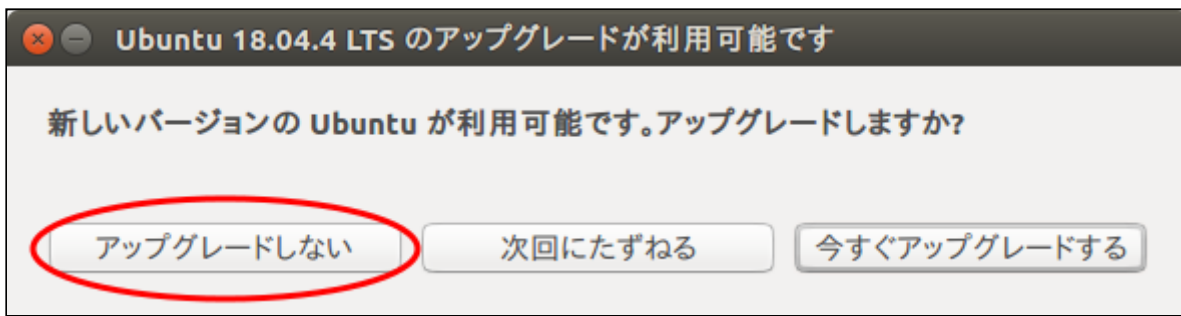 Ubuntu 18.04.4 LTS のアップグレードが利用可能です
新しいバージョンの Ubuntu が利用可能です。アップグレードしますか?
アップグレードしない 次回にたずねる 今すぐアップグレードする